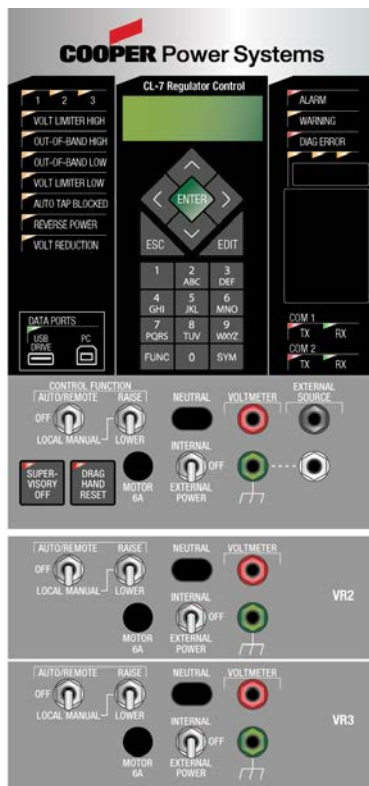 COOPER Power Systems
CL-7 Regulator Control
1 2 3
VOLT LIMITER HIGH
OUT-OF-BAND HIGH
OUT-OF-BAND LOW
VOLT LIMITER LOW
AUTO TAP BLOCKED
REVERSE POWER
VOLT REDUCTION
DATA PORTS
USB DRIVE
PC
ENTER
ESC
EDIT
1
2 ABC
3 DEF
4 GHI
5 JKL
6 MNO
7 PQRS
8 TUV
9 WXYZ
FUNC
0
SYM
ALARM
WARNING
DIAG ERROR
COM 1
TX RX
COM 2
TX RX
CONTROL FUNCTION
AUTO/REMOTE
OFF
LOCAL MANUAL
RAISE
LOWER
NEUTRAL
VOLTMETER
EXTERNAL SOURCE
SUPER-
VISORY
OFF
DRAG
HAND
RESET
MOTOR
6A
INTERNAL
OFF
EXTERNAL
POWER
AUTO/REMOTE
OFF
LOCAL MANUAL
RAISE
LOWER
NEUTRAL
VOLTMETER
MOTOR
6A
INTERNAL
OFF
EXTERNAL
POWER
VR2
AUTO/REMOTE
OFF
LOCAL MANUAL
RAISE
LOWER
NEUTRAL
VOLTMETER
MOTOR
6A
INTERNAL
OFF
EXTERNAL
POWER
VR3